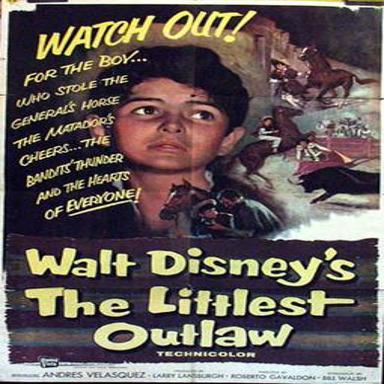 WATCH OUT!
FOR THE BOY...
WHO STOLE THE
GENERAL'S HORSE
THE MATADOR'S
CHEERS...THE
BANDITS' THUNDER
AND THE HEARTS
OF EVERYONE!
Walt Disney's
The Littlest
Outlaw
TECHNICOLOR
ANDRES VELASQUEZ · LARRY LANSBURGH · ROBERTO GAVALDON · BILL WALSH